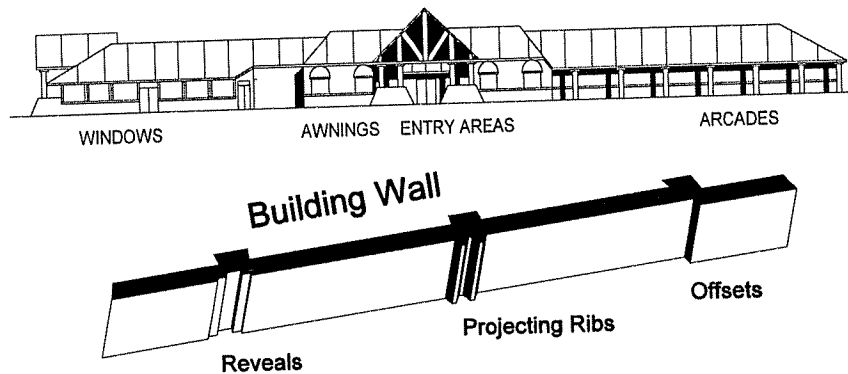 WINDOWS
AWNINGS
ENTRY AREAS
ARCADES
Building Wall
Offsets
Projecting Ribs
Reveals